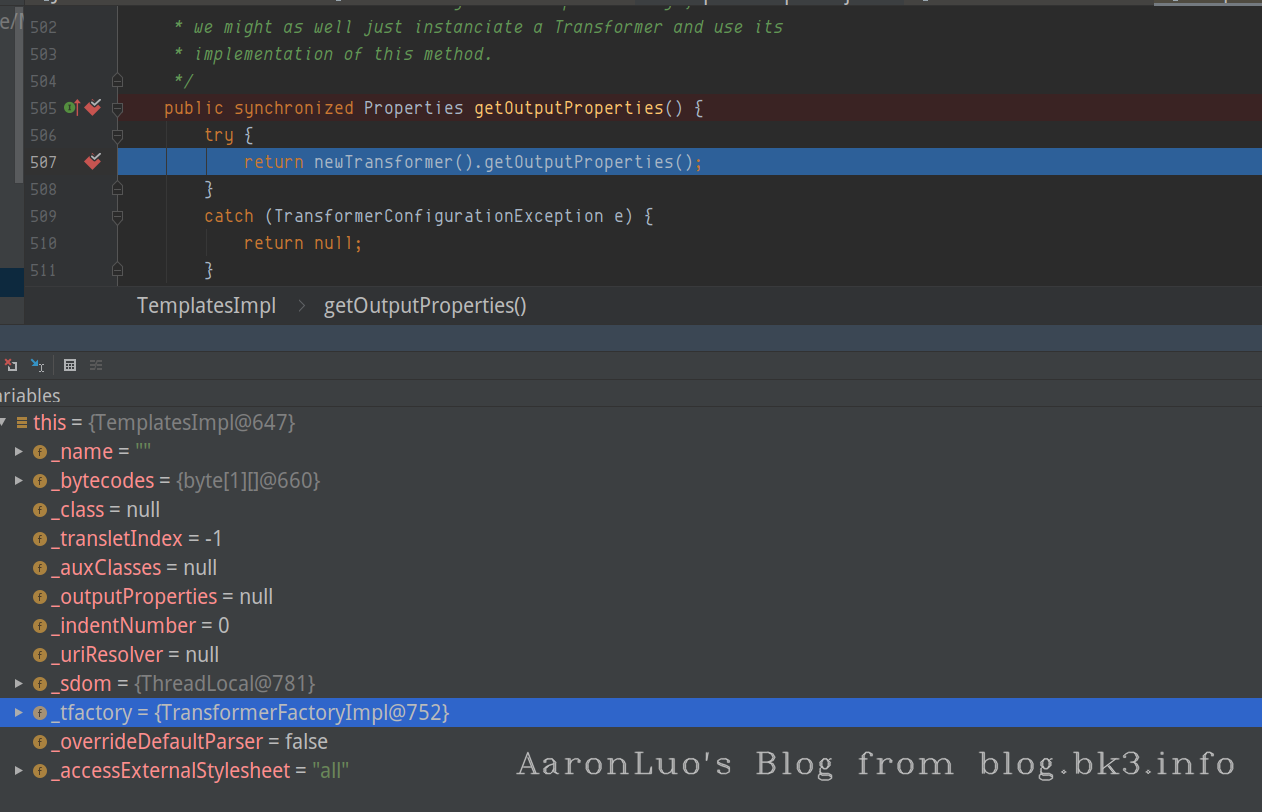 502 * we might as well just instanciate a Transformer and use its
503 * implementation of this method.
504 */
505 public synchronized Properties getOutputProperties() {
506 try {
507 return newTransformer().getOutputProperties();
508 }
509 catch (TransformerConfigurationException e) {
510 return null;
511 }
TemplatesImpl > getOutputProperties()
riables
this = {TemplatesImpl@647}
_name = ""
_bytecodes = {byte[1][]@660}
_class = null
_transletIndex = -1
_auxClasses = null
_outputProperties = null
_indentNumber = 0
_uriResolver = null
_sdom = {ThreadLocal@781}
_tfactory = {TransformerFactoryImpl@752}
_overrideDefaultParser = false
_accessExternalStylesheet = "all"
AaronLuo's Blog from blog.bk3.info